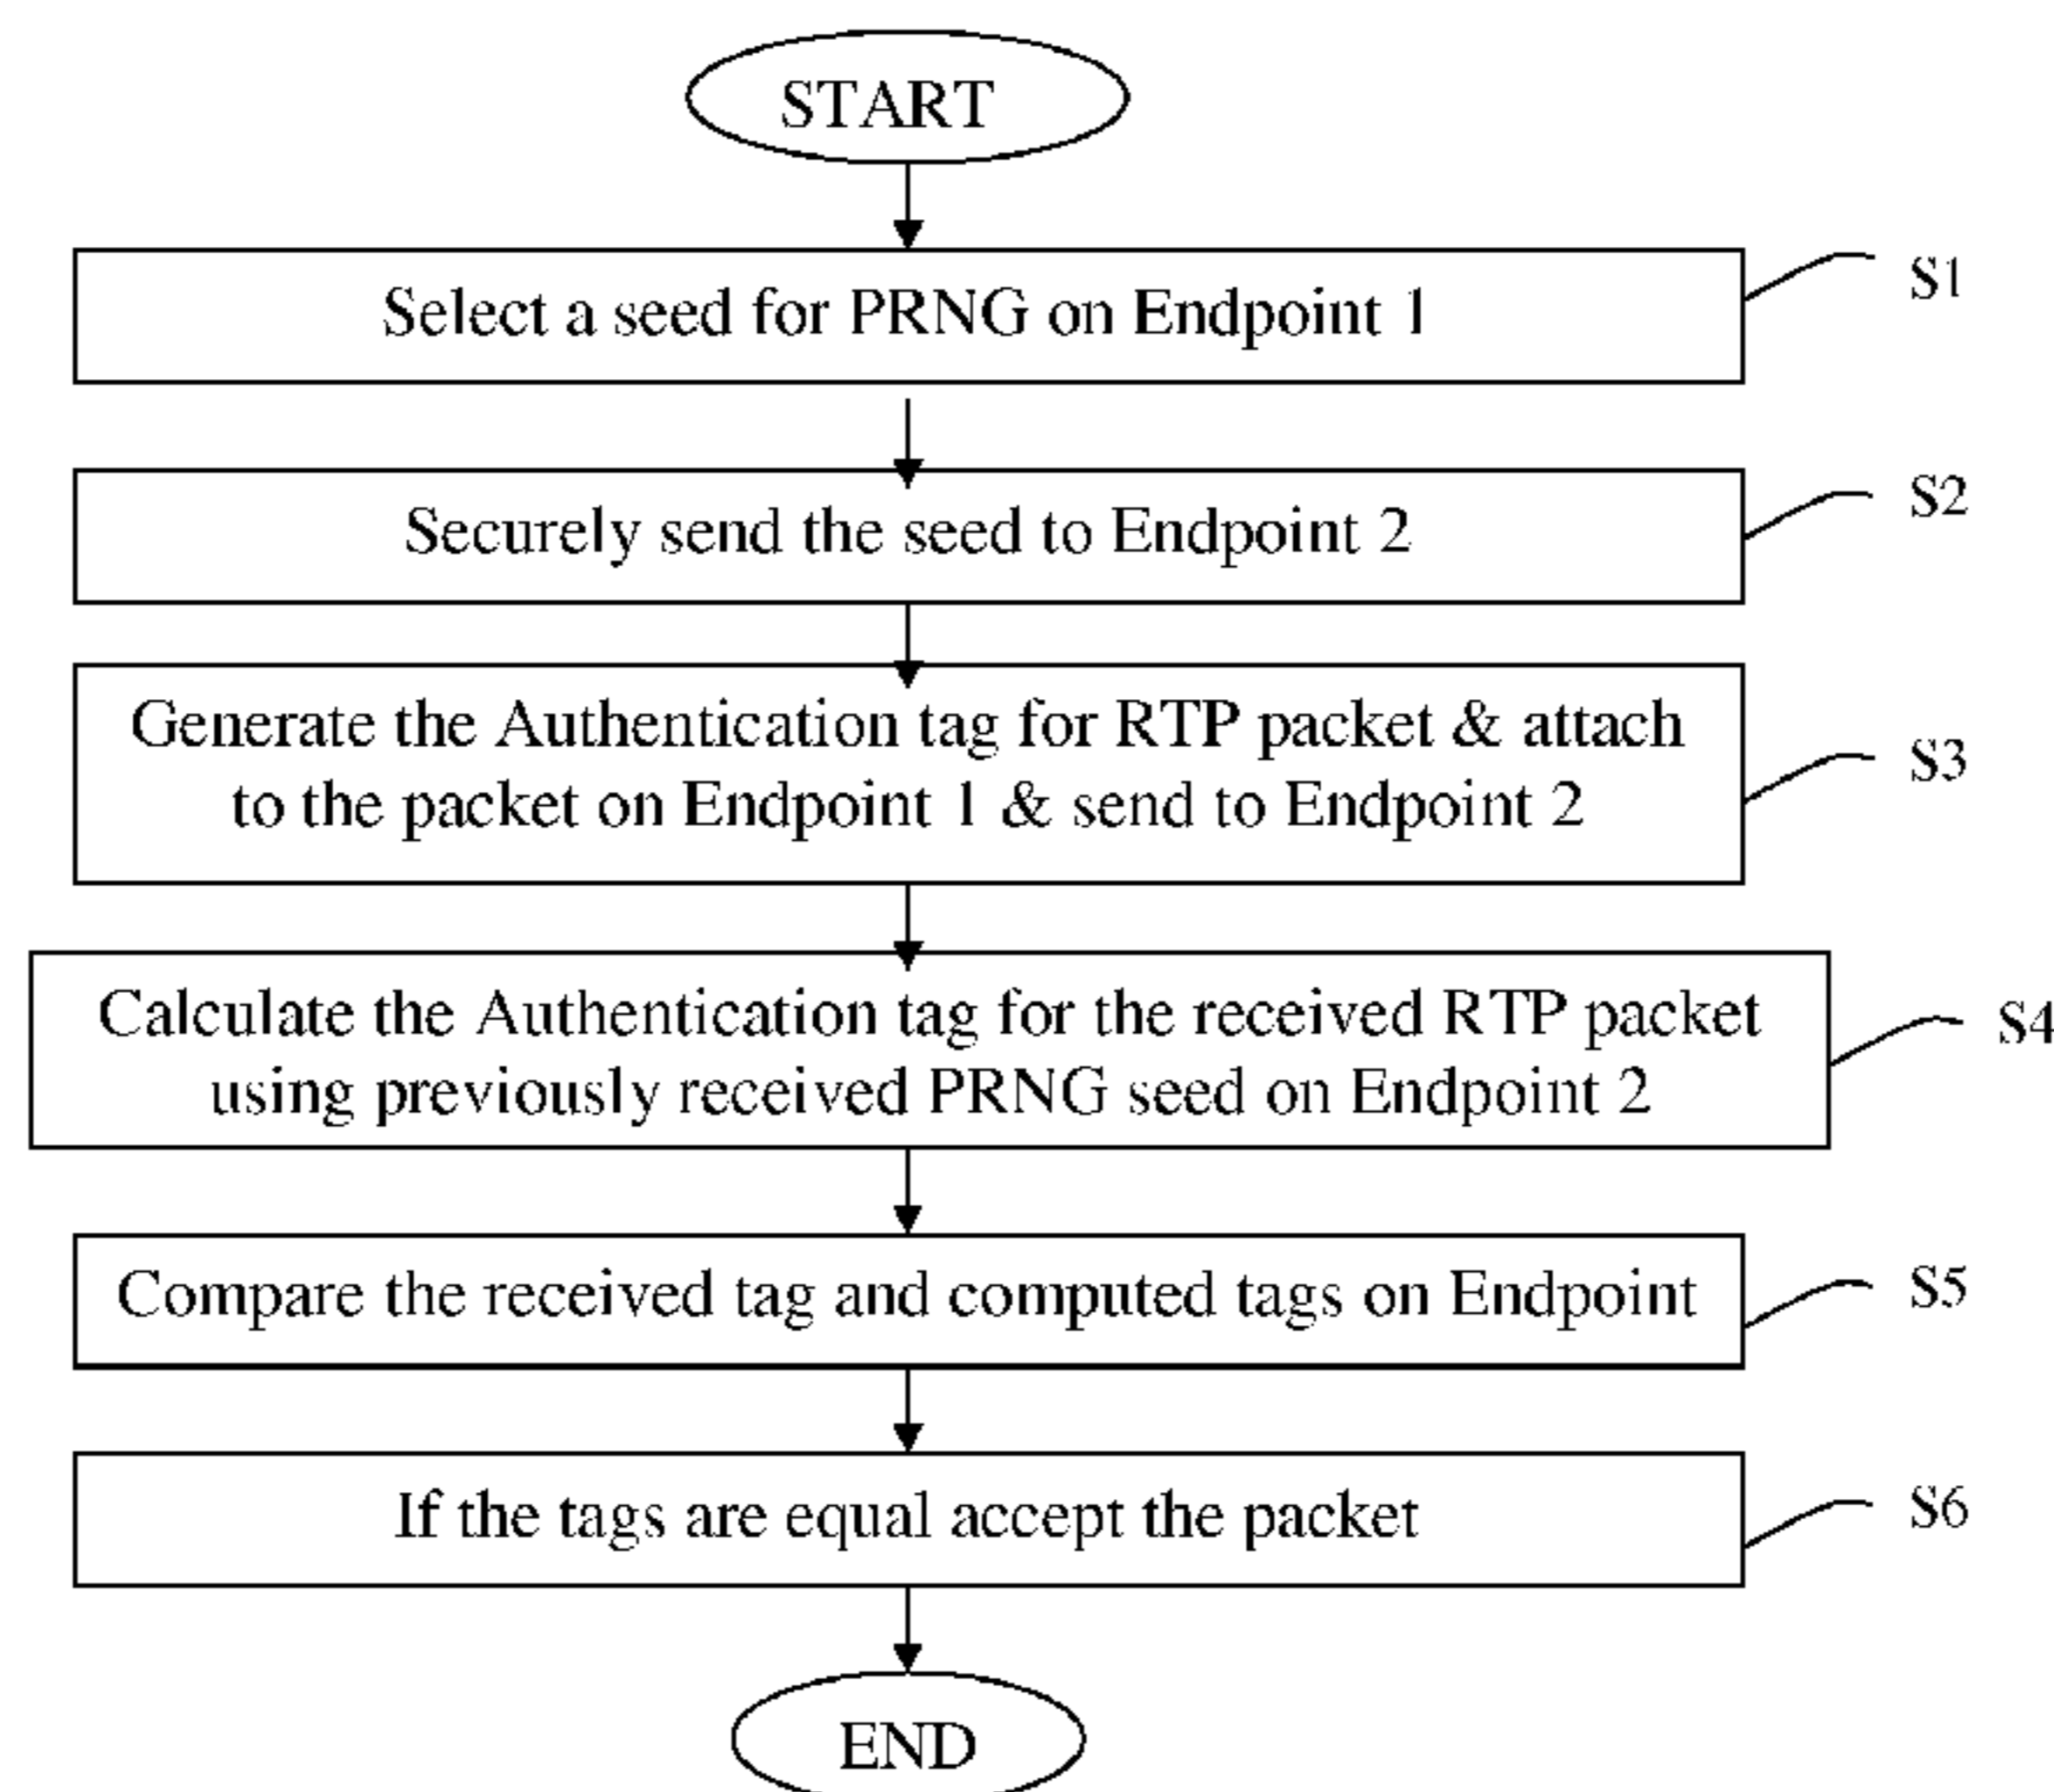 START
Select a seed for PRNG on Endpoint 1
S1
Securely send the seed to Endpoint 2
S2
Generate the Authentication tag for RTP packet & attach
to the packet on Endpoint 1 & send to Endpoint 2
S3
Calculate the Authentication tag for the received RTP packet
using previously received PRNG seed on Endpoint 2
S4
Compare the received tag and computed tags on Endpoint
S5
If the tags are equal accept the packet
S6
END